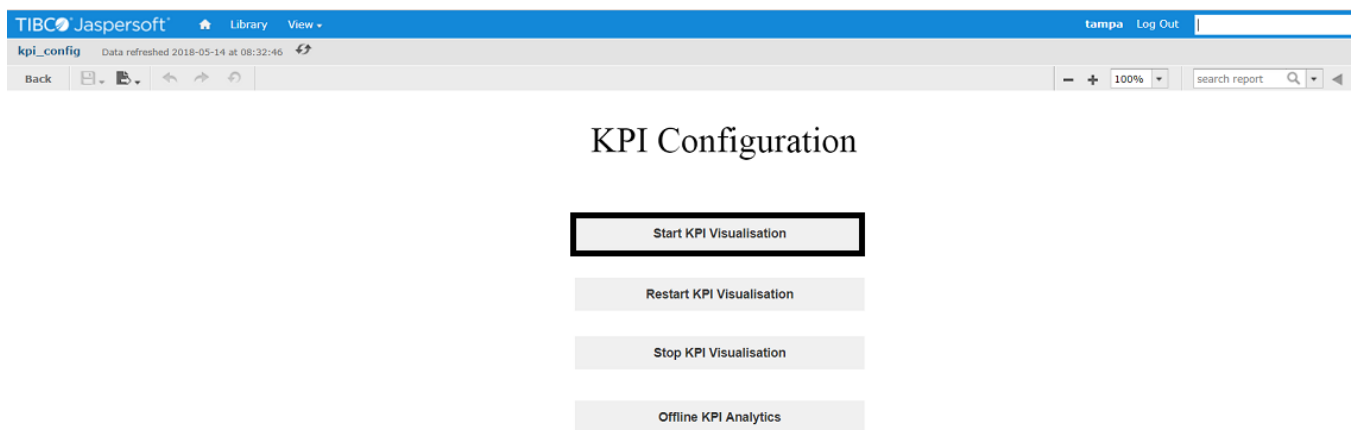 TIBCO Jaspersoft Library View tampa Log Out
kpi_config Data refreshed 2018-05-14 at 08:32:46
Back 100% search report
KPI Configuration
Start KPI Visualisation
Restart KPI Visualisation
Stop KPI Visualisation
Offline KPI Analytics